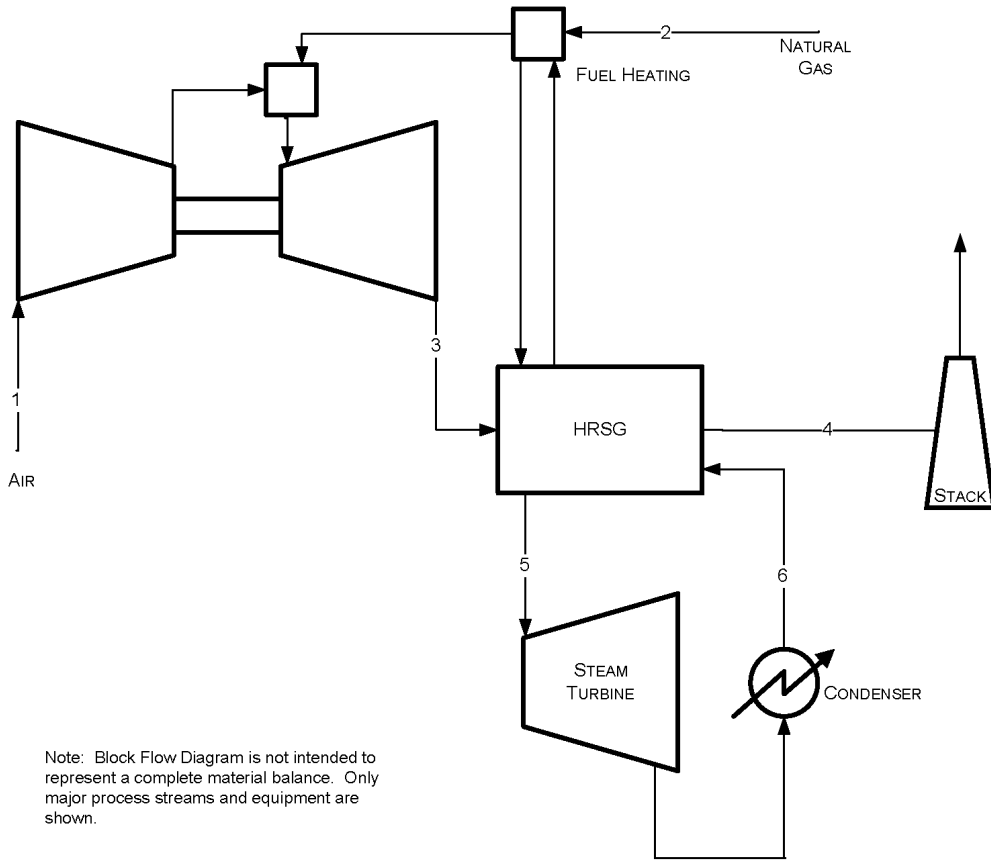 2
NATURAL
GAS
FUEL HEATING
3
1
AIR
HRSG
4
STACK
5
6
STEAM
TURBINE
CONDENSER
Note: Block Flow Diagram is not intended to
represent a complete material balance. Only
major process streams and equipment are
shown.